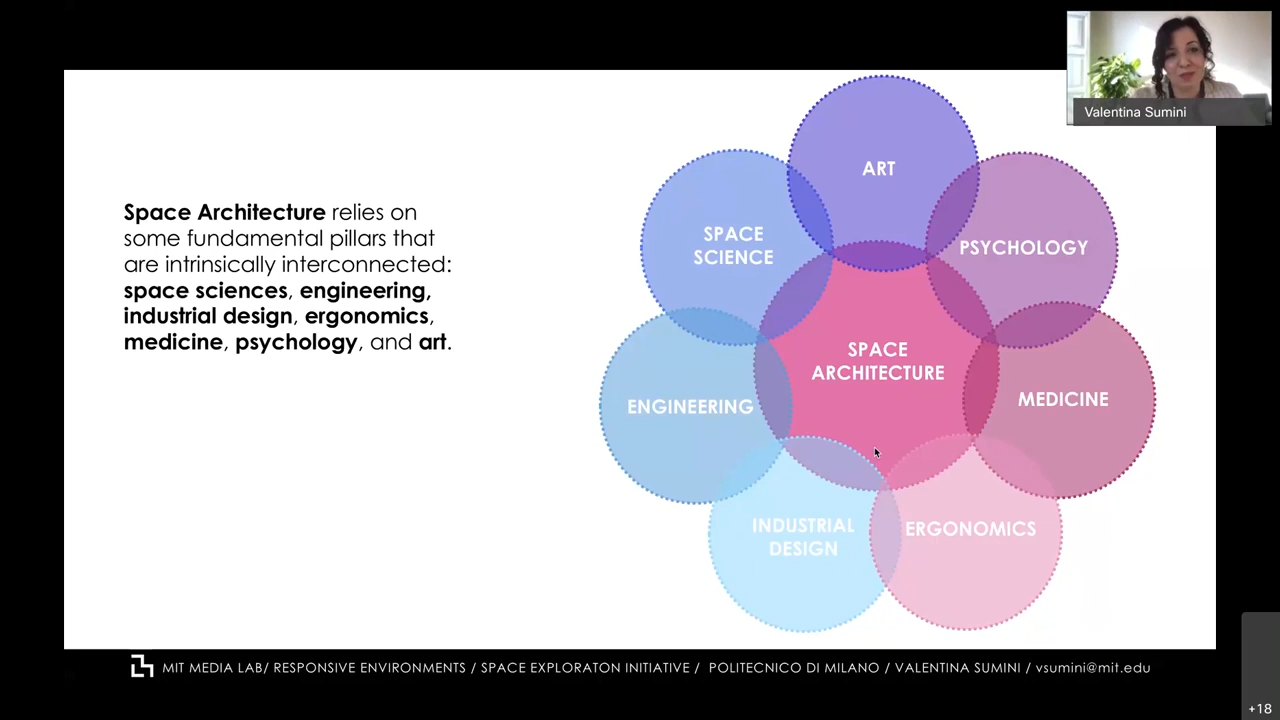 Valentina Sumini
Space Architecture relies on
some fundamental pillars that
are intrinsically interconnected:
space sciences, engineering,
industrial design, ergonomics,
medicine, psychology, and art.
ART
SPACE
SCIENCE
PSYCHOLOGY
SPACE
ARCHITECTURE
ENGINEERING
MEDICINE
INDUSTRIAL
DESIGN
ERGONOMICS
MIT MEDIA LAB/ RESPONSIVE ENVIRONMENTS / SPACE EXPLORATON INITIATIVE / POLITECNICO DI MILANO / VALENTINA SUMINI / vsumini@mit.edu
+18